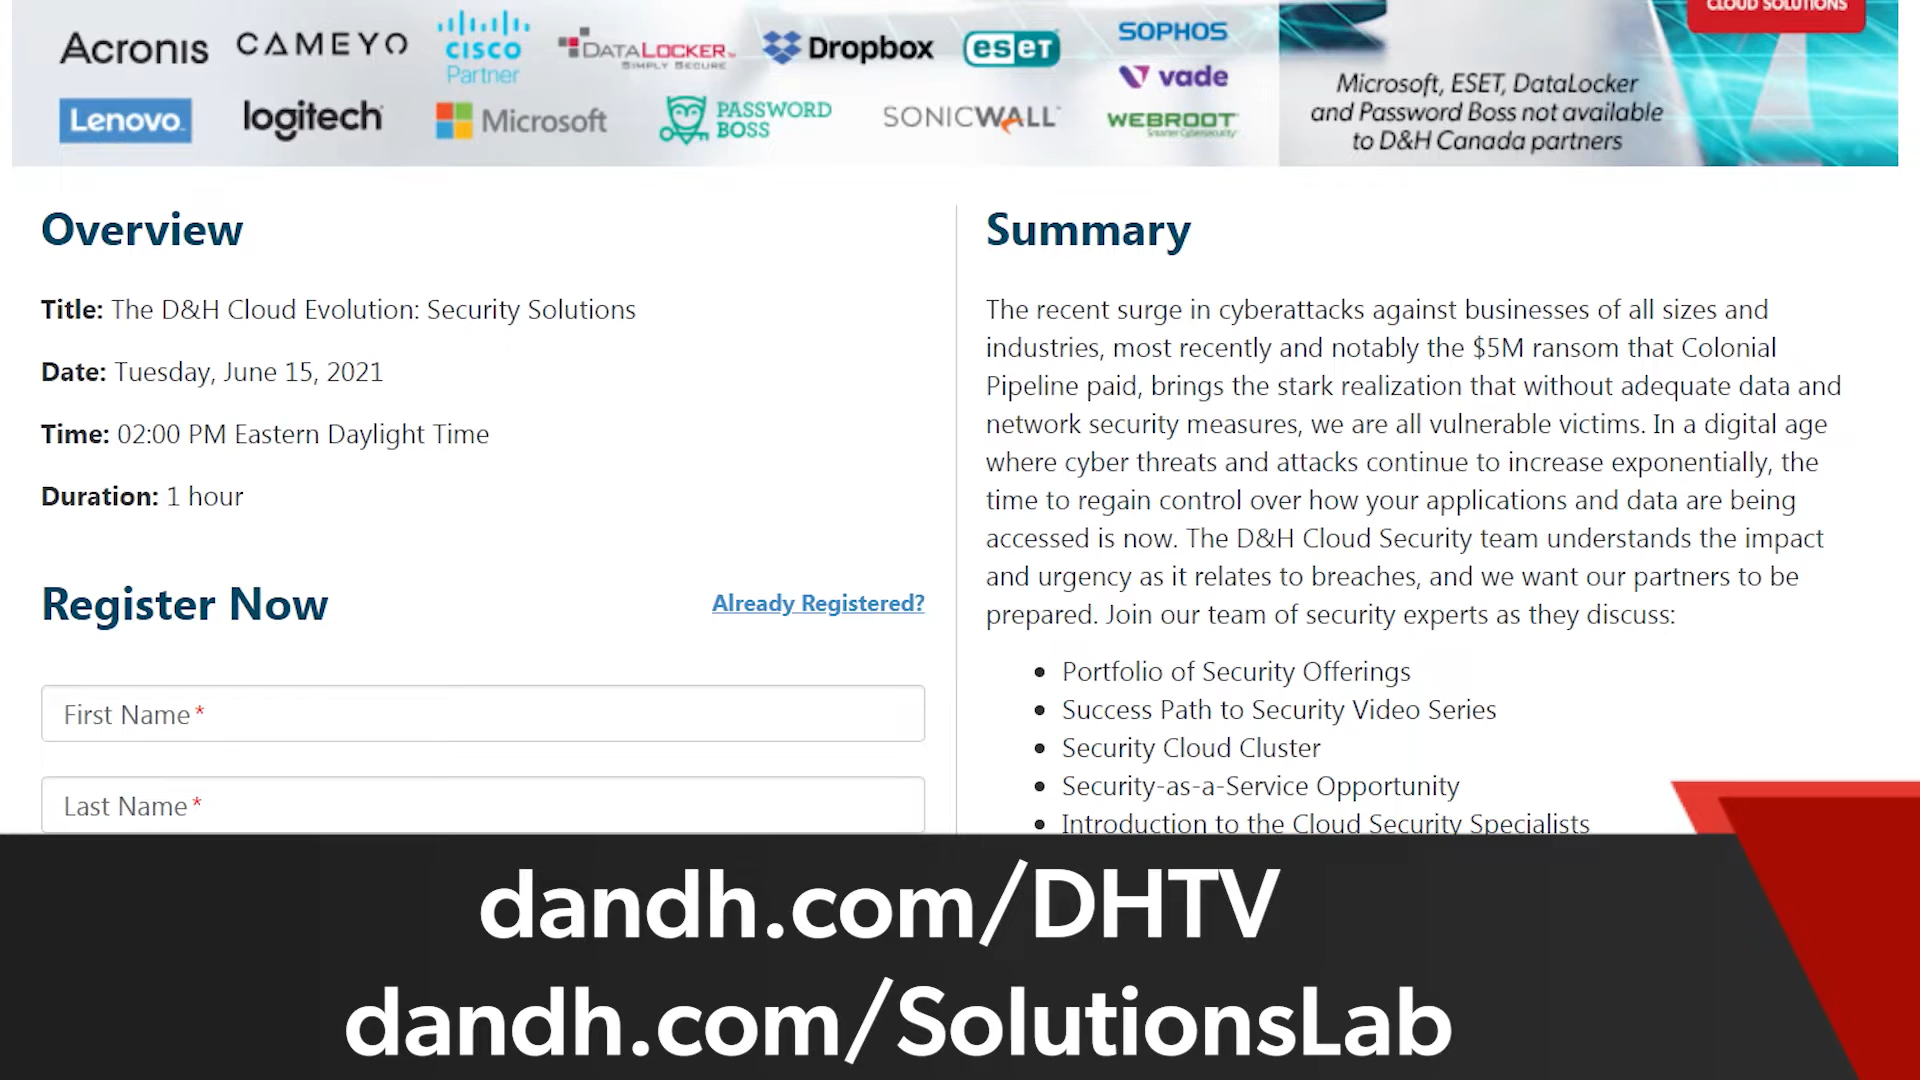 Acronis CAMEYO CISCO Partner DATALOCKER SIMPLY SECURE Dropbox eseT SOPHOS
vade
CLOUD SOLUTIONS
Lenovo logitech Microsoft PASSWORD BOSS SONICWALL WEBROOT Smarter Cybersecurity
Microsoft, ESET, DataLocker
and Password Boss not available
to D&H Canada partners
Overview
Title: The D&H Cloud Evolution: Security Solutions
Date: Tuesday, June 15, 2021
Time: 02:00 PM Eastern Daylight Time
Duration: 1 hour
Register Now
Already Registered?
First Name*
Last Name*
Summary
The recent surge in cyberattacks against businesses of all sizes and
industries, most recently and notably the $5M ransom that Colonial
Pipeline paid, brings the stark realization that without adequate data and
network security measures, we are all vulnerable victims. In a digital age
where cyber threats and attacks continue to increase exponentially, the
time to regain control over how your applications and data are being
accessed is now. The D&H Cloud Security team understands the impact
and urgency as it relates to breaches, and we want our partners to be
prepared. Join our team of security experts as they discuss:
• Portfolio of Security Offerings
• Success Path to Security Video Series
• Security Cloud Cluster
• Security-as-a-Service Opportunity
• Introduction to the Cloud Security Specialists
dandh.com/DHTV
dandh.com/SolutionsLab